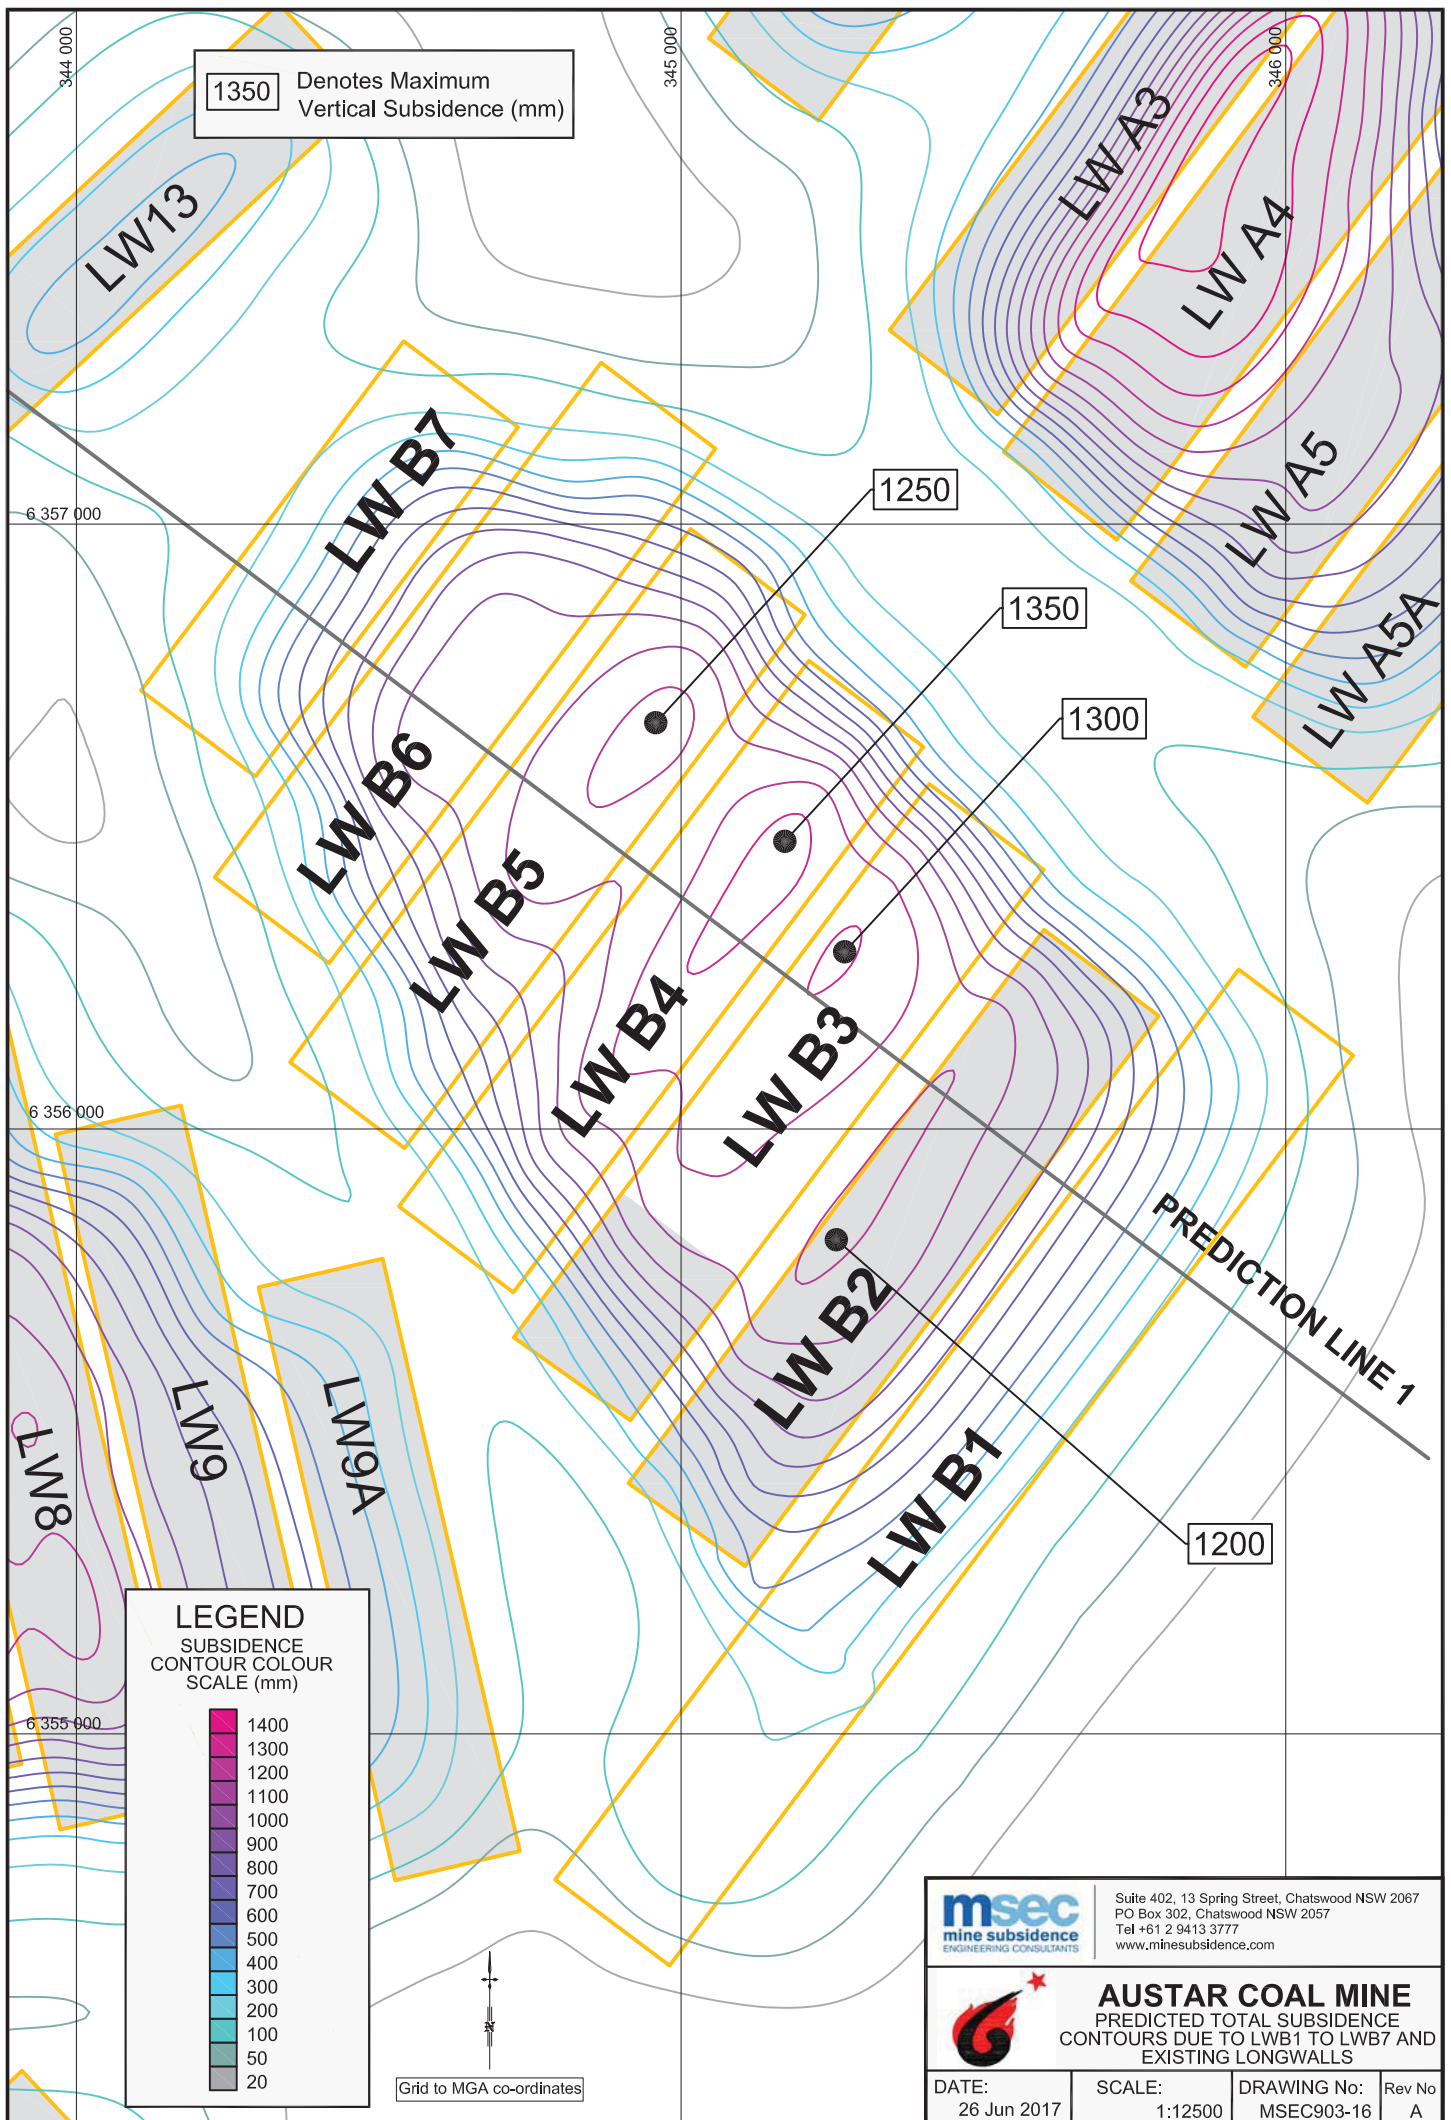 344 000
345 000
346 000
1350
Denotes Maximum
Vertical Subsidence (mm)
LW13
LW A3
LW A4
LW A5
LW A5A
LW B7
1250
6 357 000
1350
1300
LW B6
LW B5
LW B4
LW B3
6 356 000
PREDICTION LINE 1
LW B2
LW B1
LW8
LW9
LW9A
1200
LEGEND
SUBSIDENCE
CONTOUR COLOUR
SCALE (mm)
1400
1300
1200
1100
1000
900
800
700
600
500
400
300
200
100
50
20
6 355 000
N
Grid to MGA co-ordinates
msec
mine subsidence
ENGINEERING CONSULTANTS
Suite 402, 13 Spring Street, Chatswood NSW 2067
PO Box 302, Chatswood NSW 2057
Tel +61 2 9413 3777
www.minesubsidence.com
AUSTAR COAL MINE
PREDICTED TOTAL SUBSIDENCE
CONTOURS DUE TO LWB1 TO LWB7 AND
EXISTING LONGWALLS
DATE:
26 Jun 2017
SCALE:
1:12500
DRAWING No:
MSEC903-16
Rev No
A